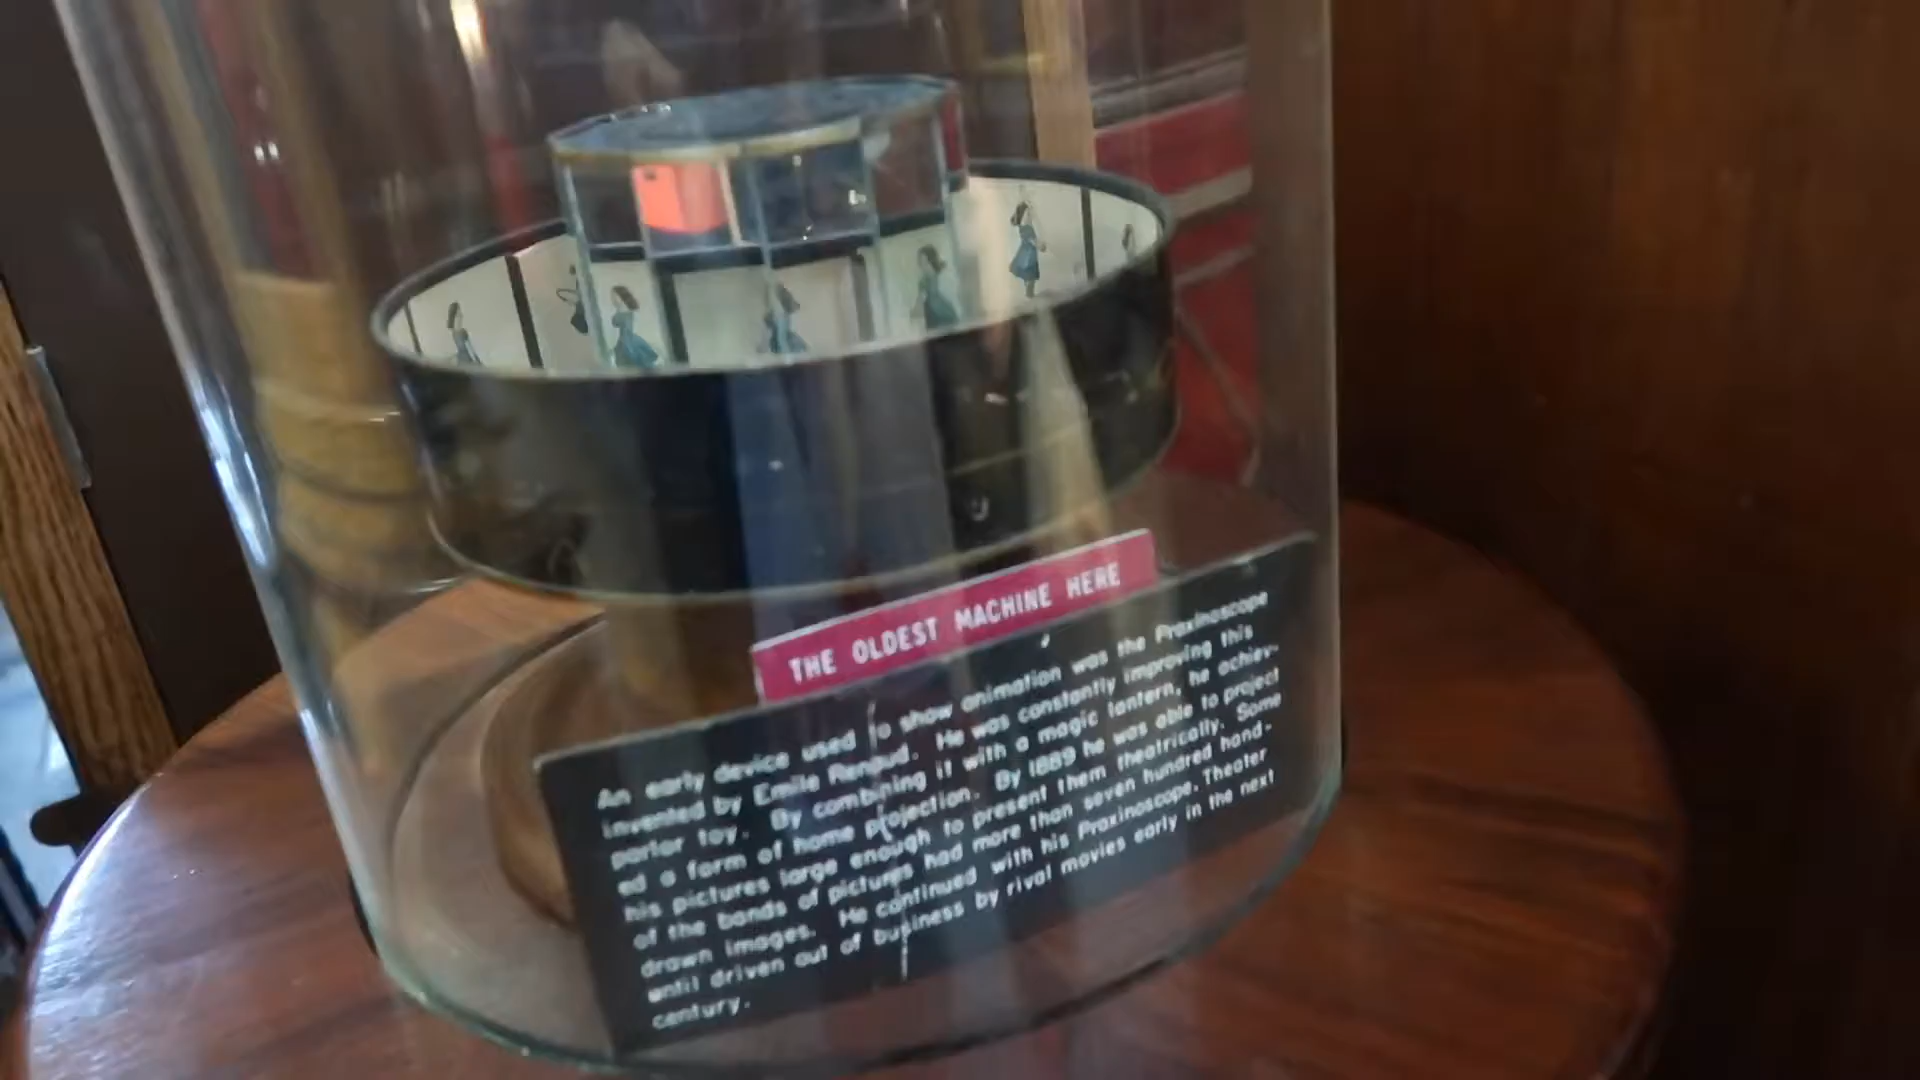 THE OLDEST MACHINE HERE
An early device used to show animation was the Praxinoscope
invented by Emile Renaud. He was constantly improving this
parlor toy. By combining it with a magic lantern, he achiev-
ed a form of home projection. By 1889 he was able to project
his pictures large enough to present them theatrically. Some
of the bands of pictures had more than seven hundred hand-
drawn images. He continued with his Praxinoscope Theater
until driven out of business by rival movies early in the next
century.